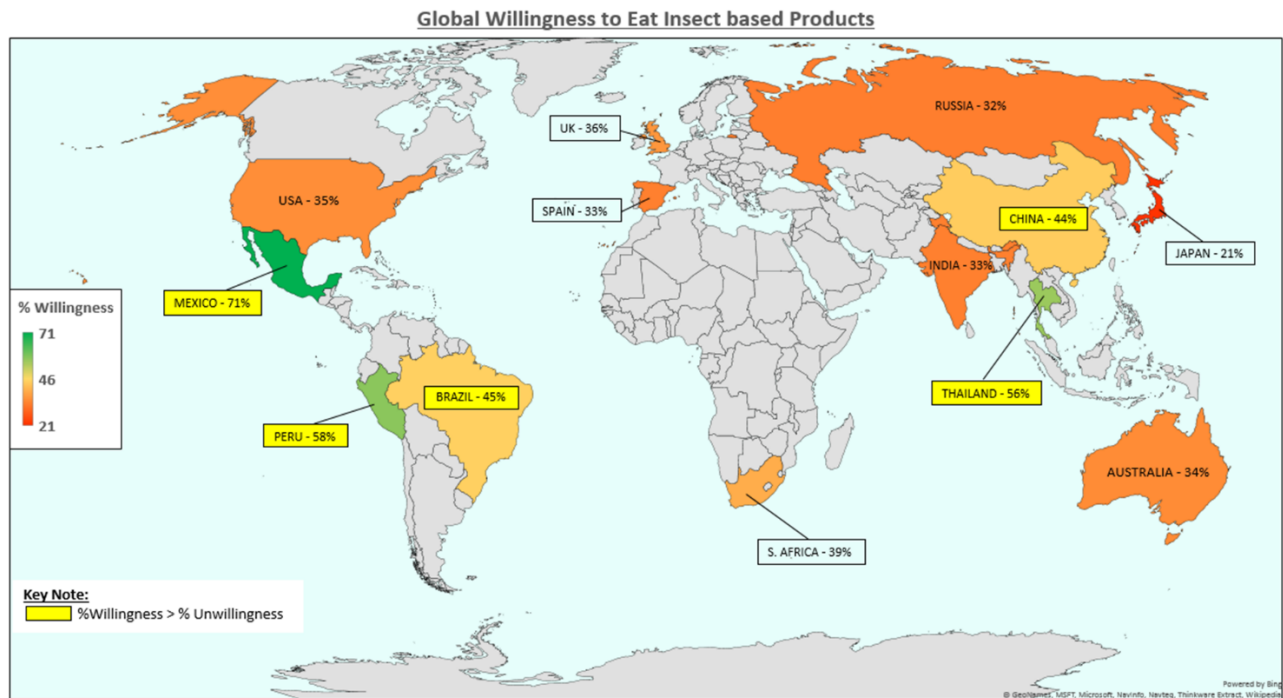 Global Willingness to Eat Insect based Products
RUSSIA - 32%
UK - 36%
USA - 35%
SPAIN - 33%
CHINA - 44%
JAPAN - 21%
INDIA - 33%
MEXICO - 71%
% Willingness
71
46
21
BRAZIL - 45%
THAILAND - 56%
PERU - 58%
AUSTRALIA - 34%
S. AFRICA - 39%
Key Note:
%Willingness > % Unwillingness
Powered by Bing
© GeoNames, MSFT, Microsoft, NavInfo, Navteq, Thinkware Extract, Wikipedia